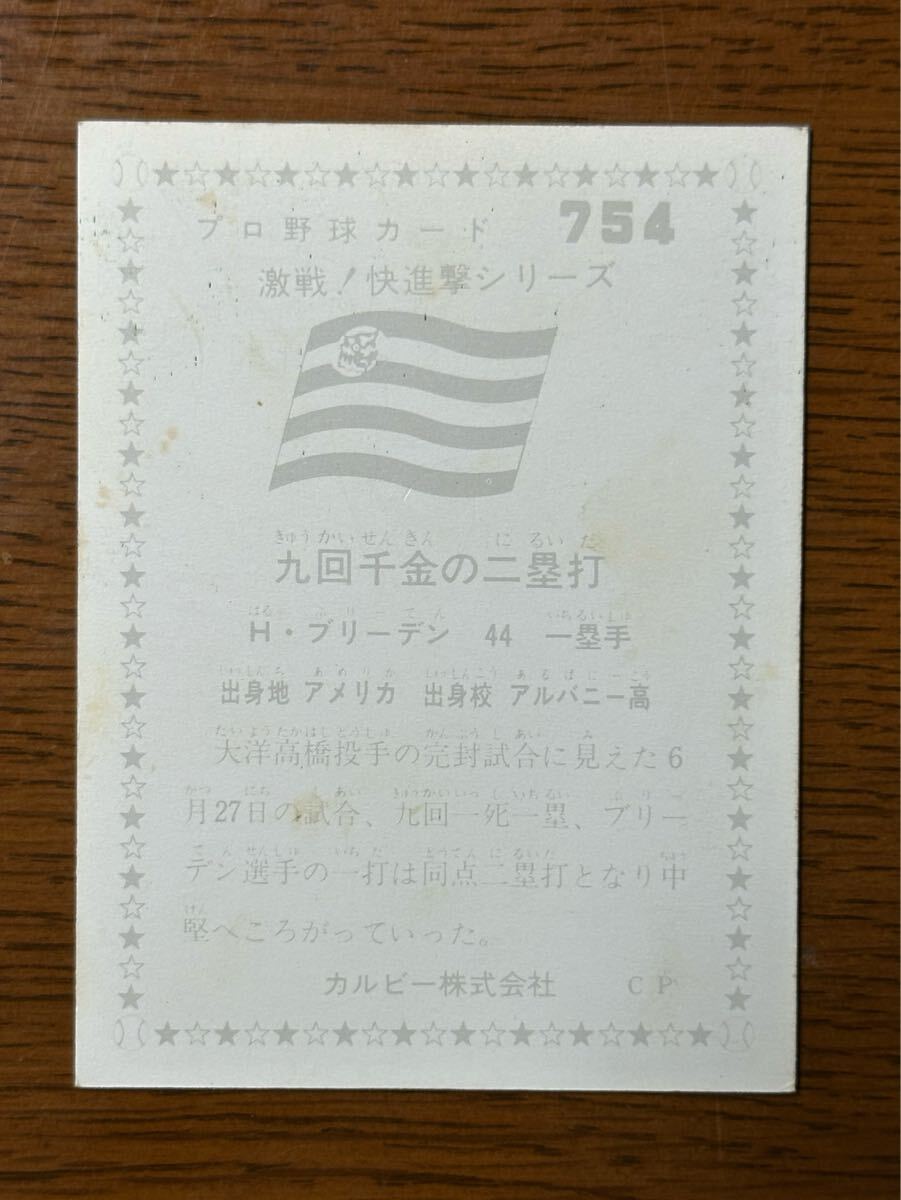 プロ野球カード 754
激戦！快進撃シリーズ
きゅうかいせんきん にるいだ
九回千金の二塁打
はる ぶりーでん いちるいしゅ
H・ブリーデン 44 一塁手
しゅっしんち あめりか しゅっしんこう あるばにーこう
出身地 アメリカ 出身校 アルバニー高
たいようたかはしとうしゅ かんぷうしあい み
大洋高橋投手の完封試合に見えた6
がつ にち しあい きゅうかいいっしいちるい ぶりー
月27日の試合、九回一死一塁、ブリー
でんせんしゅ いちだ どうてんにるいだ ちゅう
デン選手の一打は同点二塁打となり中
けん
堅へころがっていった。
カルビー株式会社 CP